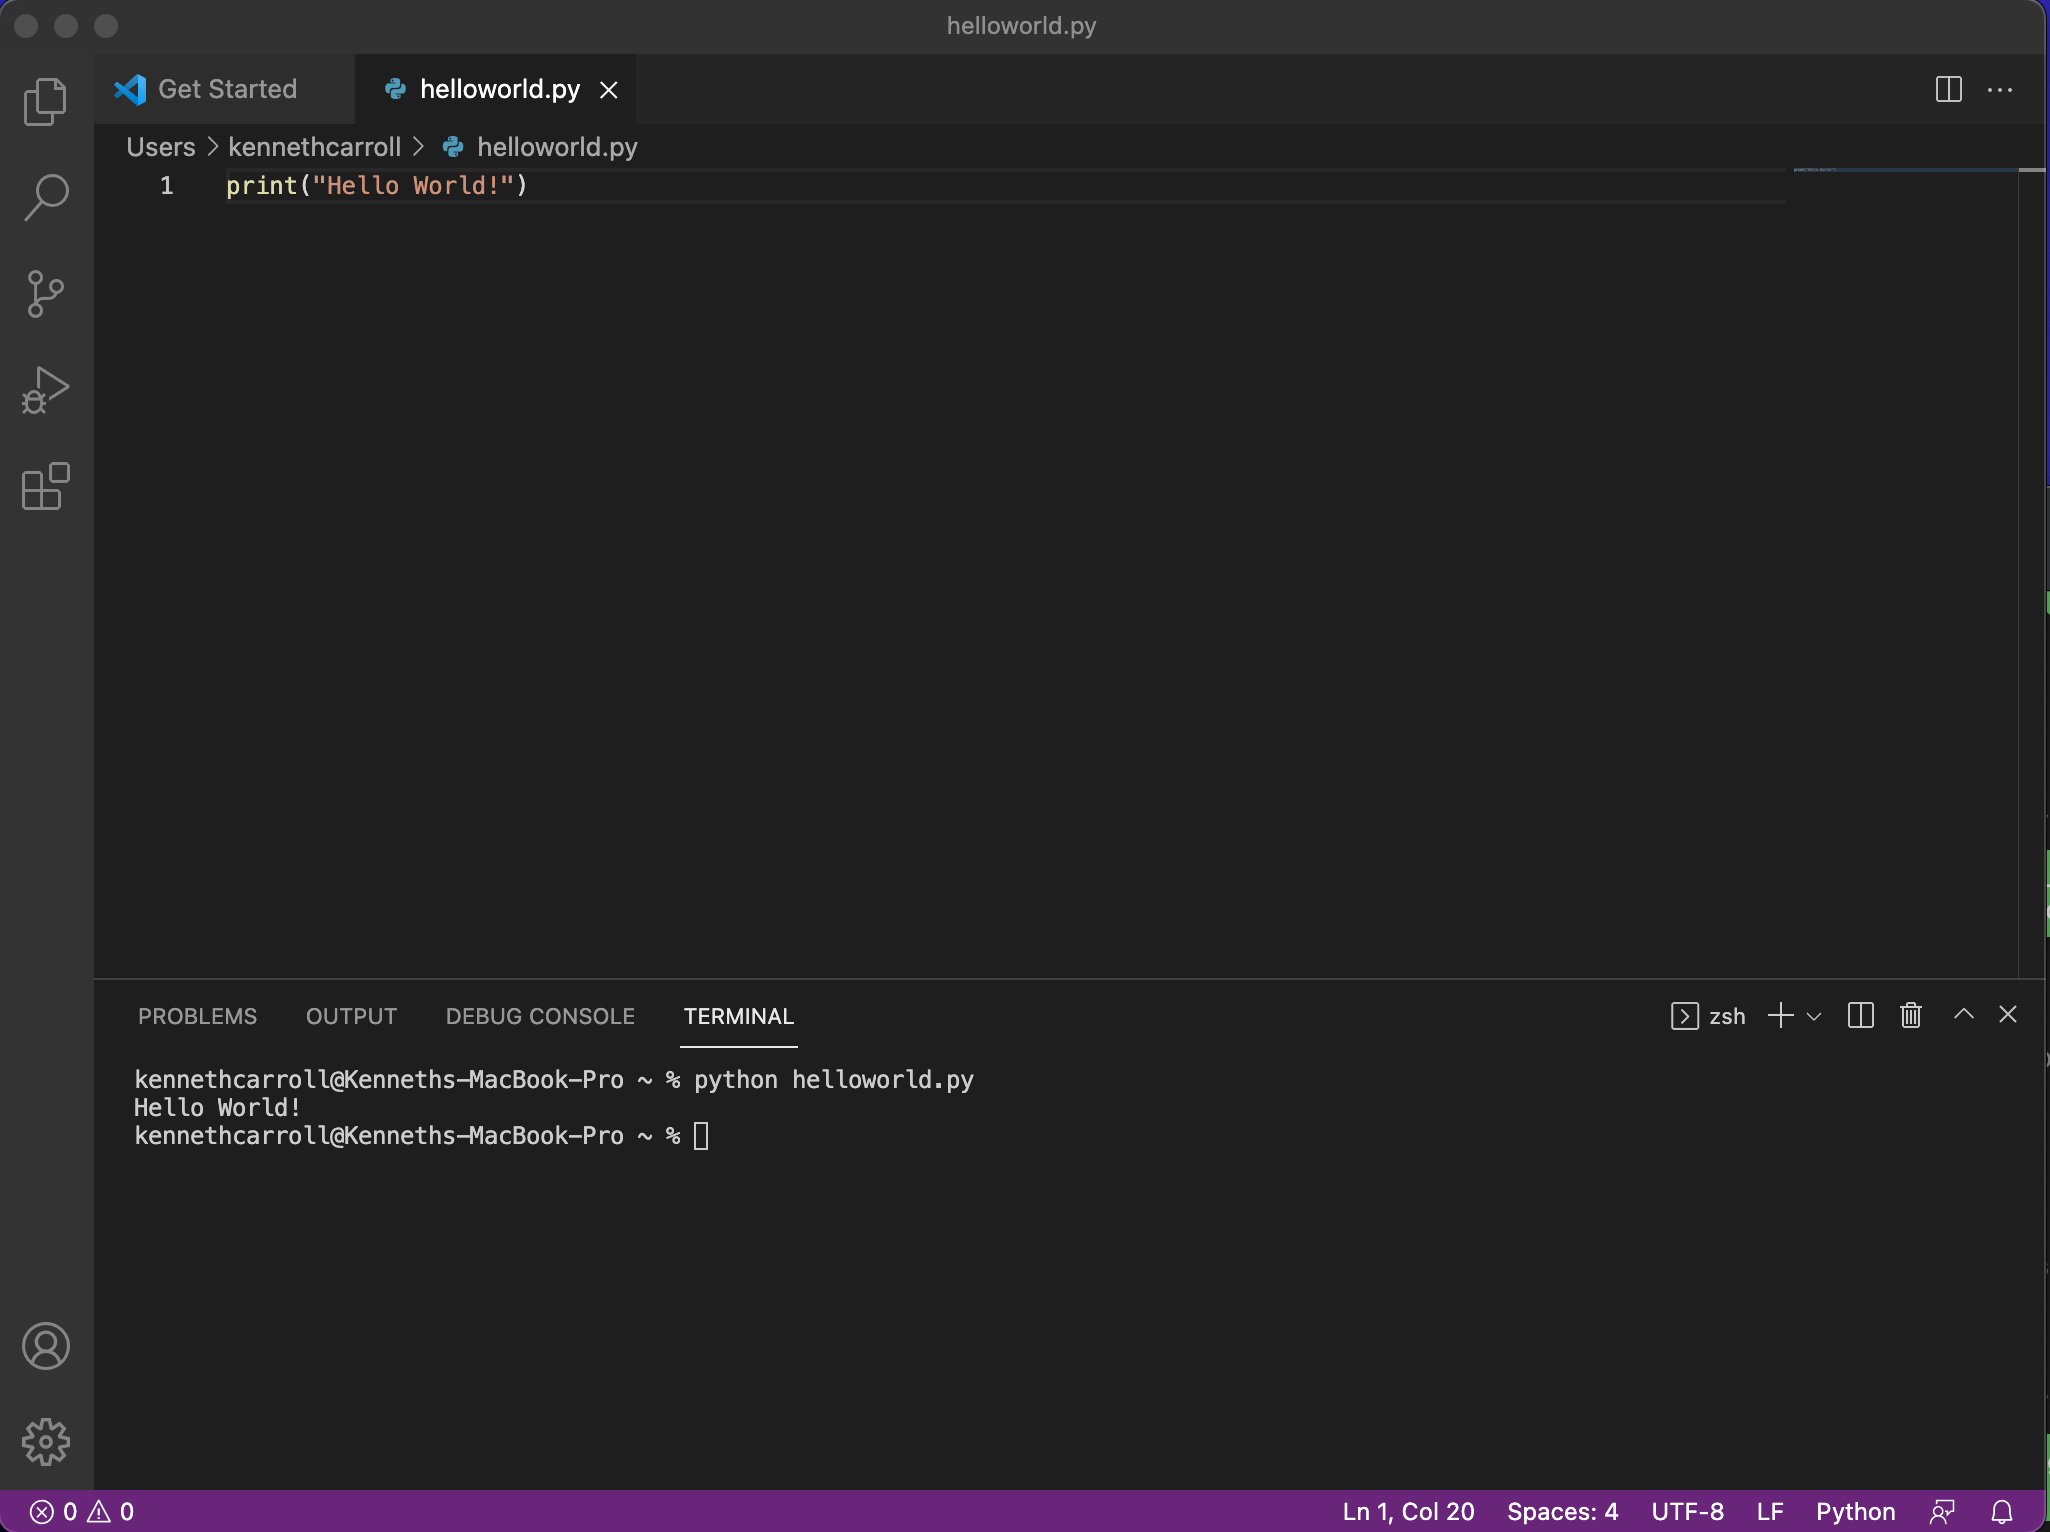 helloworld.py
Get Started
helloworld.py
Users kennethcarroll helloworld.py
1 print("Hello World!")
PROBLEMS OUTPUT DEBUG CONSOLE TERMINAL zsh
kennethcarroll@Kenneths-MacBook-Pro ~ % python helloworld.py
Hello World!
kennethcarroll@Kenneths-MacBook-Pro ~ %
0 0 Ln 1, Col 20 Spaces: 4 UTF-8 LF Python